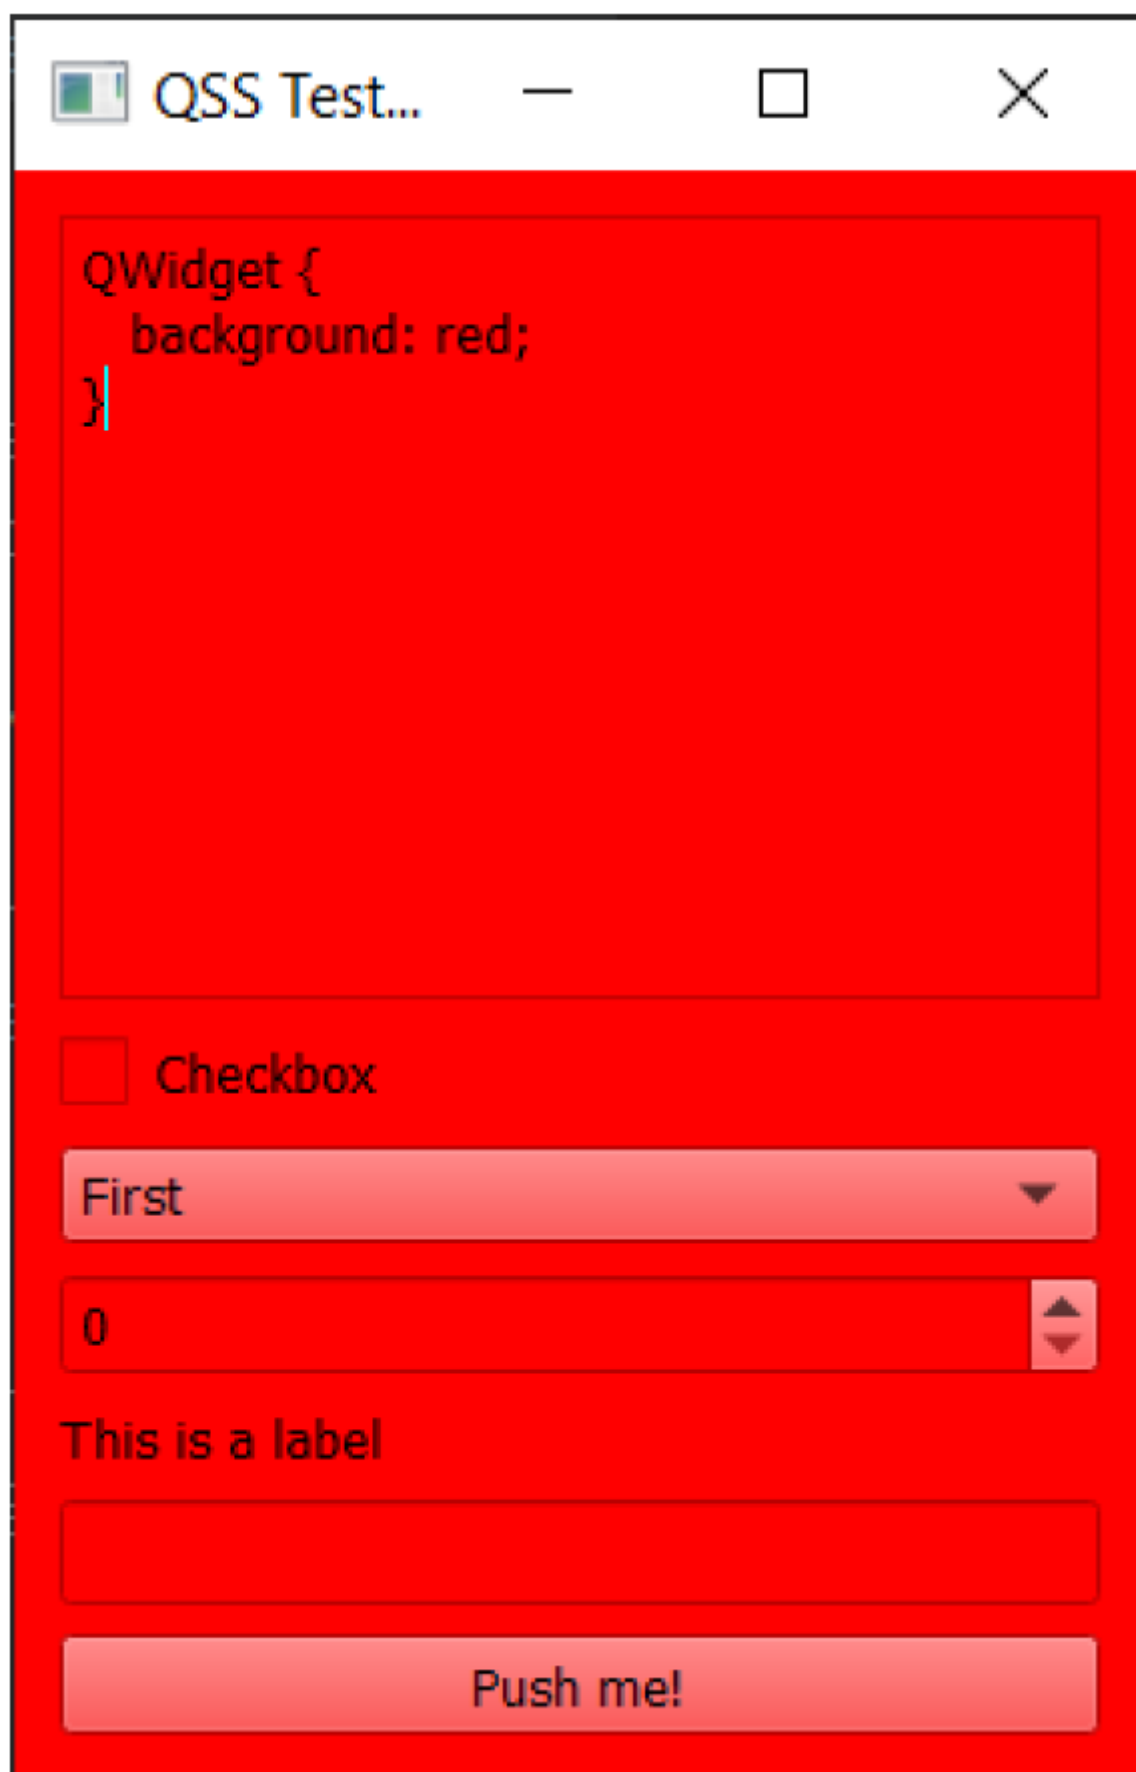 QSS Test...
QWidget {
   background: red;
}
Checkbox
First
0
This is a label
Push me!